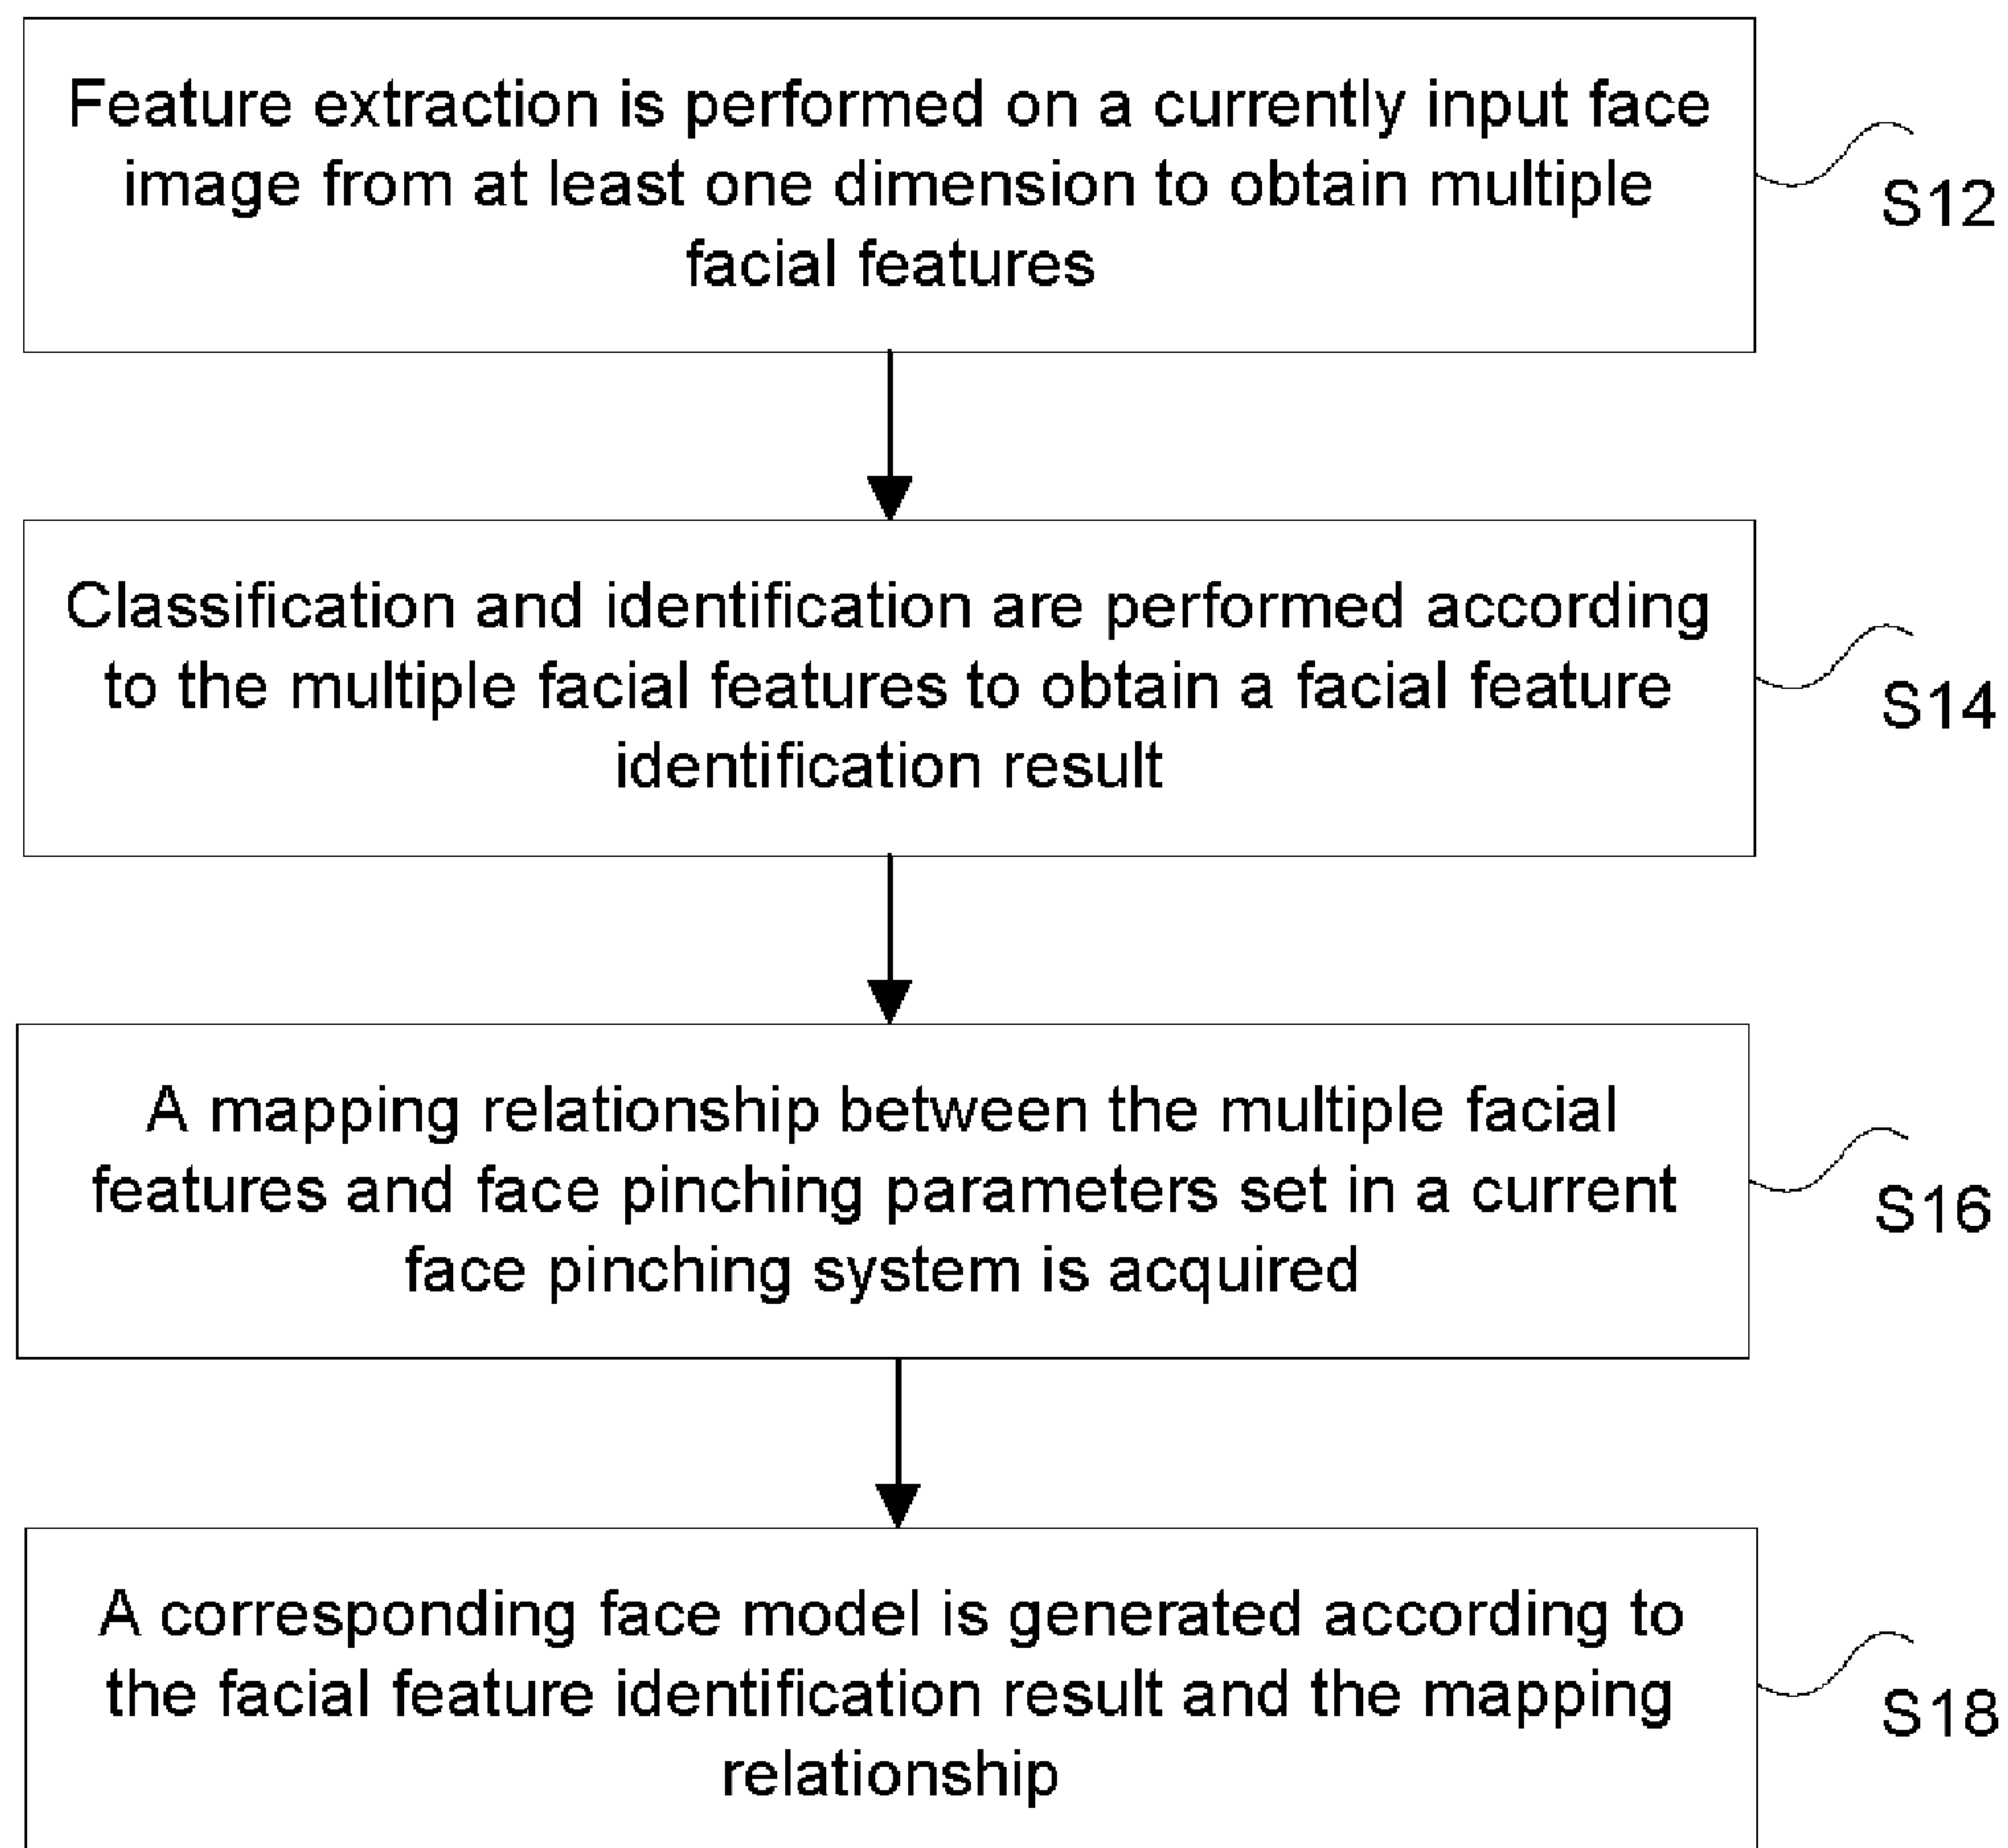 Feature extraction is performed on a currently input face
image from at least one dimension to obtain multiple
facial features
S12
Classification and identification are performed according
to the multiple facial features to obtain a facial feature
identification result
S14
A mapping relationship between the multiple facial
features and face pinching parameters set in a current
face pinching system is acquired
S16
A corresponding face model is generated according to
the facial feature identification result and the mapping
relationship
S18